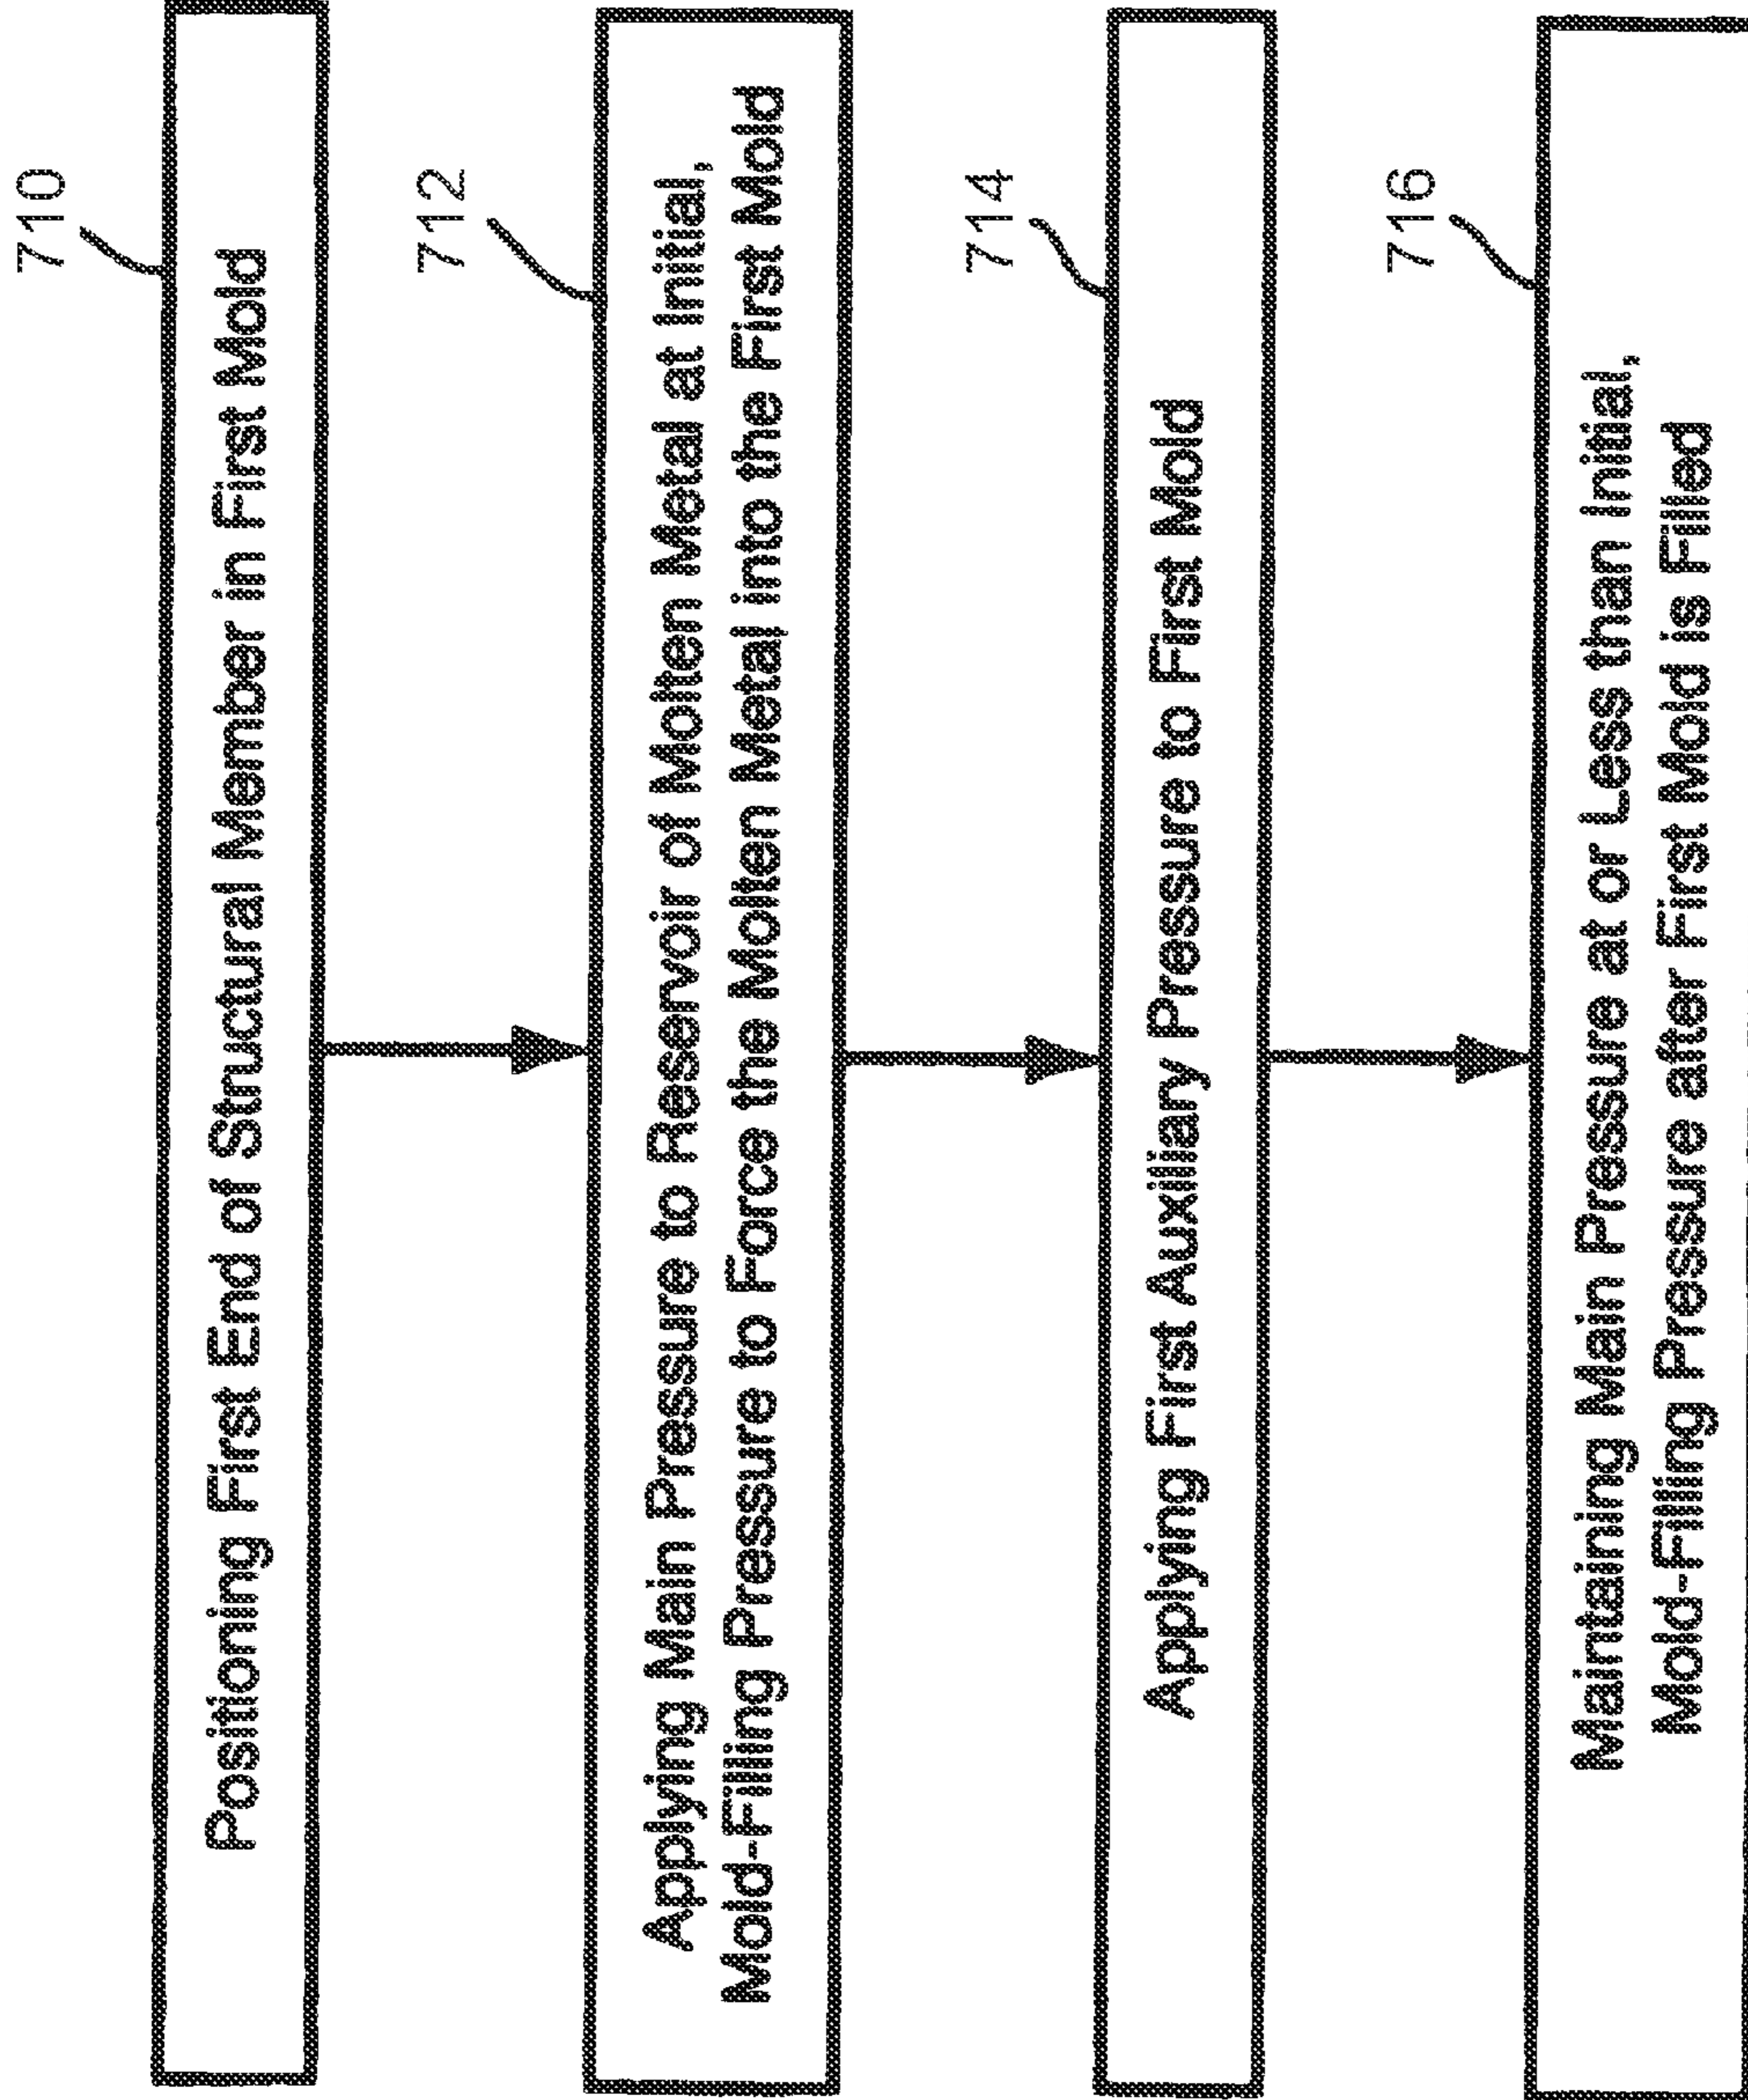 710
Positioning First End of Structural Member in First Mold
712
Applying Main Pressure to Reservoir of Molten Metal at Initial,
Mold-Filling Pressure to Force the Molten Metal into the First Mold
714
Applying First Auxiliary Pressure to First Mold
716
Maintaining Main Pressure at or Less than Initial,
Mold-Filling Pressure after First Mold is Filled